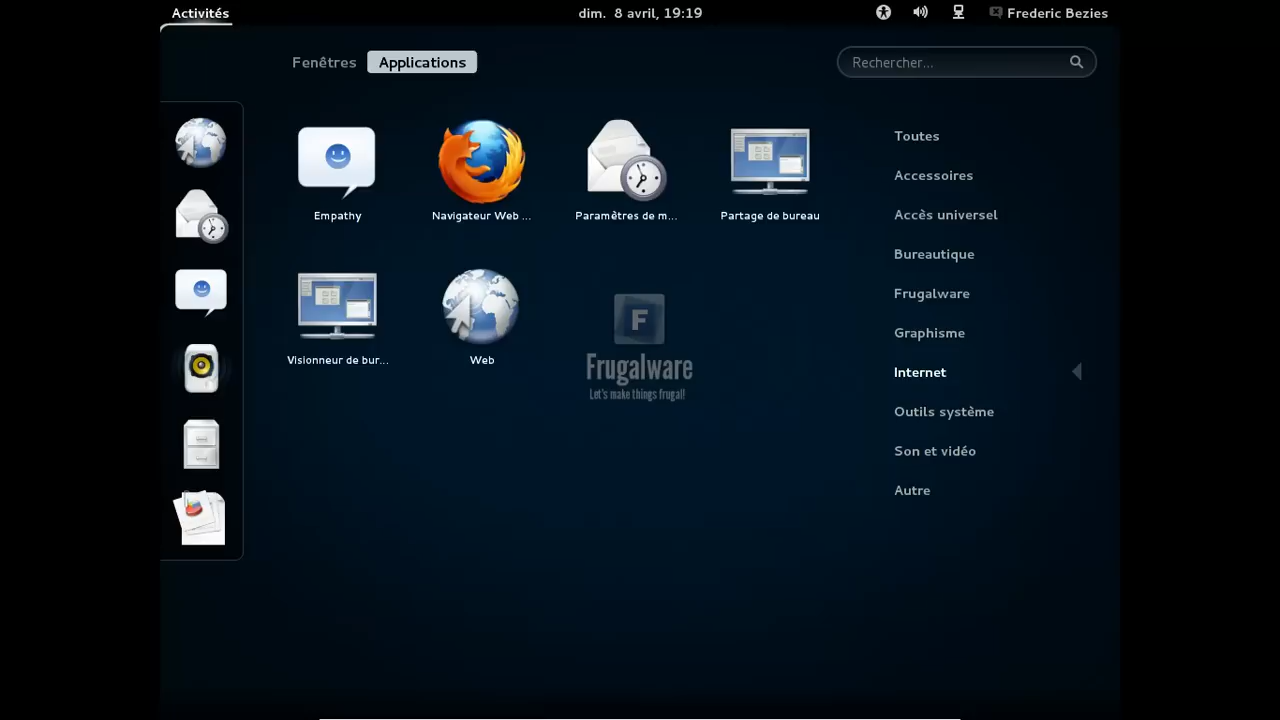 Activités
dim. 8 avril, 19:19
Frederic Bezies
Fenêtres
Applications
Rechercher...
Empathy
Navigateur Web ...
Paramètres de m...
Partage de bureau
Visionneur de bur...
Web
F
Frugalware
Let's make things frugal!
Toutes
Accessoires
Accès universel
Bureautique
Frugalware
Graphisme
Internet
Outils système
Son et vidéo
Autre